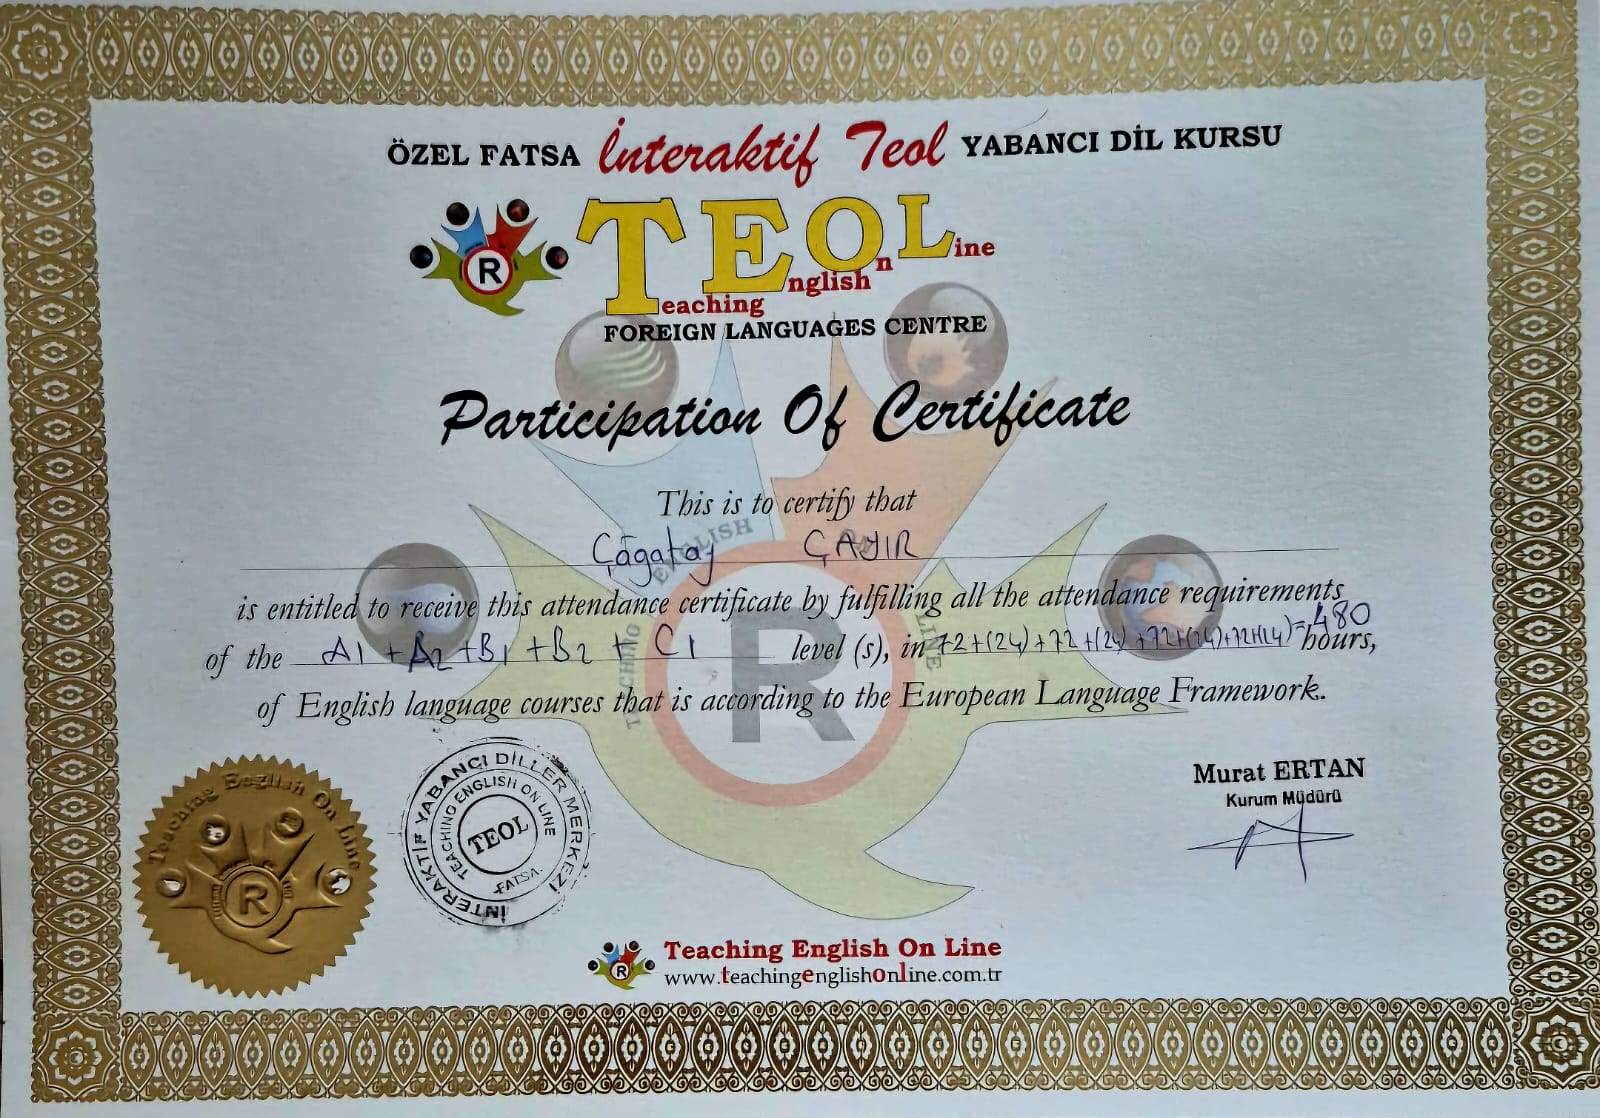 ÖZEL FATSA İnteraktif Teol YABANCI DİL KURSU
R
TEOL
Teaching English On Line
FOREIGN LANGUAGES CENTRE
Participation Of Certificate
This is to certify that
Çağatay ÇAYIR
is entitled to receive this attendance certificate by fulfilling all the attendance requirements
of the A1 + A2 + B1 + B2 + C1 level (s), in 72+(24)+72+(24)+72+(24)+72+(24)=480 hours,
of English language courses that is according to the European Language Framework.
TEACHING ENGLISH ON LINE
R
Murat ERTAN
Kurum Müdürü
Teaching English On Line
R
İNTERAKTİF YABANCI DİLLER MERKEZİ
TEACHING ENGLISH ON LINE
TEOL
FATSA.
R
Teaching English On Line
www.teachingenglishonline.com.tr